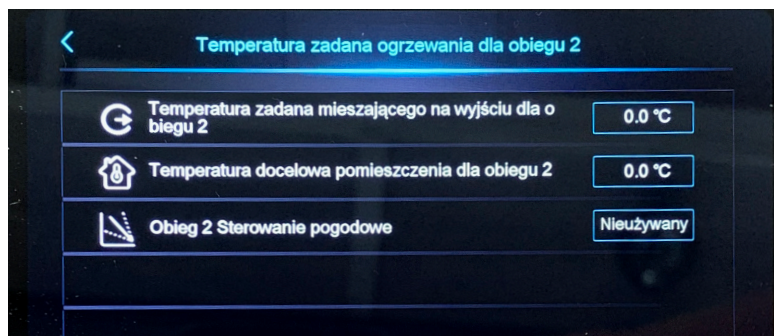 Temperatura zadana ogrzewania dla obiegu 2
Temperatura zadana mieszającego na wyjściu dla o
biegu 2
0.0 °C
Temperatura docelowa pomieszczenia dla obiegu 2
0.0 °C
Obieg 2 Sterowanie pogodowe
Nieużywany